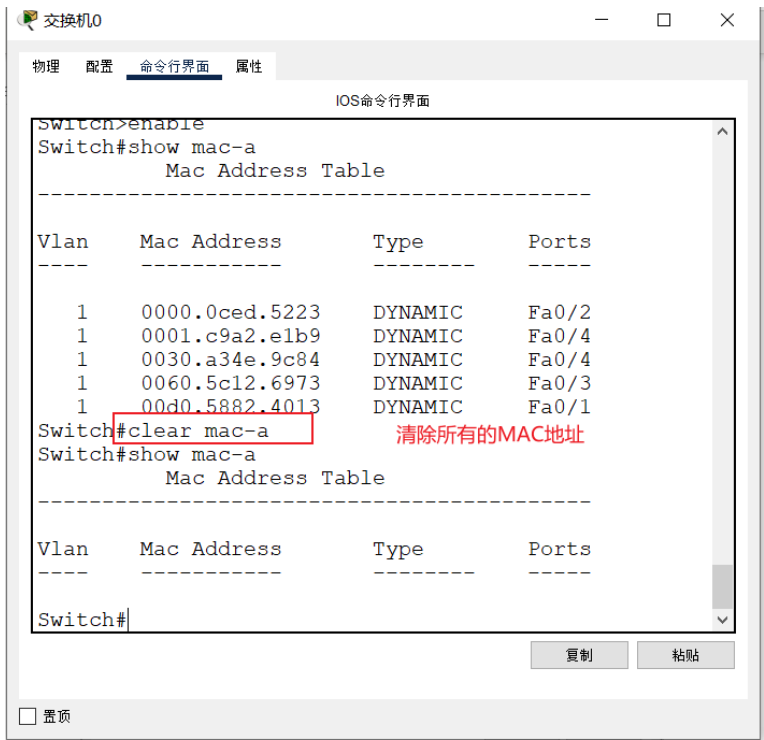 交换机0
物理 配置 命令行界面 属性
IOS命令行界面
Switch>enable
Switch#show mac-a
Mac Address Table
-------------------------------------------
Vlan Mac Address Type Ports
---- ----------- -------- -----
1 0000.0ced.5223 DYNAMIC Fa0/2
1 0001.c9a2.e1b9 DYNAMIC Fa0/4
1 0030.a34e.9c84 DYNAMIC Fa0/4
1 0060.5c12.6973 DYNAMIC Fa0/3
1 00d0.5882.4013 DYNAMIC Fa0/1
Switch#clear mac-a 清除所有的MAC地址
Switch#show mac-a
Mac Address Table
-------------------------------------------
Vlan Mac Address Type Ports
---- ----------- -------- -----
Switch#
复制 粘贴
置顶